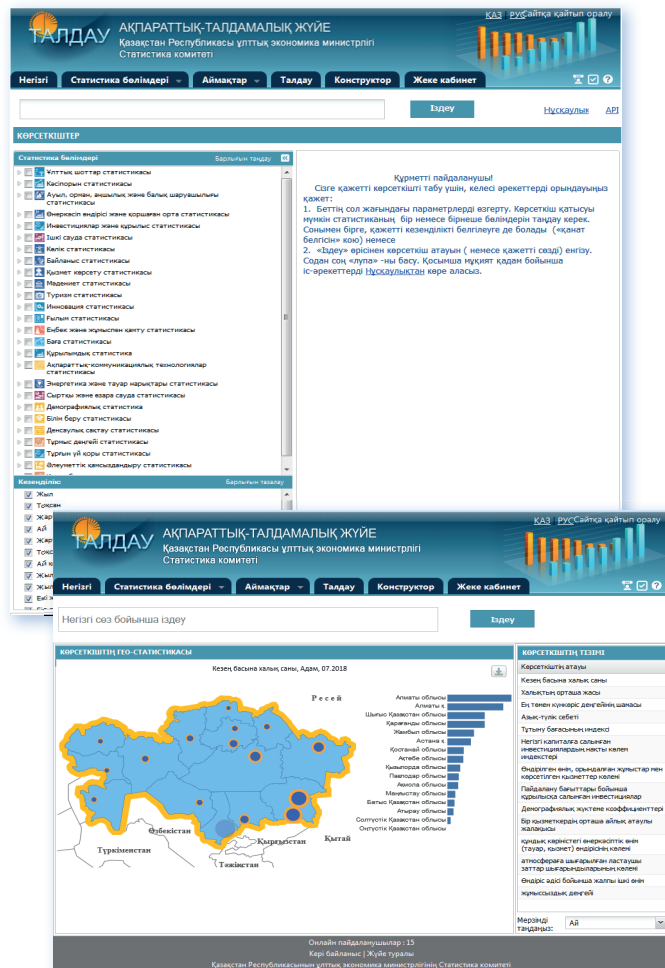 ҚАЗ | РУС Сайтқа қайтып оралу
ТАЛДАУ
АҚПАРАТТЫҚ-ТАЛДАМАЛЫҚ ЖҮЙЕ
Қазақстан Республикасы ұлттық экономика министрлігі
Статистика комитеті
Негізгі Статистика бөлімдері Аймақтар Талдау Конструктор Жеке кабинет
Іздеу
Нұсқаулық API
КӨРСЕТКІШТЕР
Статистика бөлімдері Барлығын таңдау
Ұлттық шоттар статистикасы
Кәсіпорын статистикасы
Ауыл, орман, аңшылық және балық шаруашылығы
статистикасы
Өнеркәсіп өндірісі және қоршаған орта статистикасы
Инвестициялар және құрылыс статистикасы
Ішкі сауда статистикасы
Көлік статистикасы
Байланыс статистикасы
Қызмет көрсету статистикасы
Мәдениет статистикасы
Туризм статистикасы
Инновация статистикасы
Ғылым статистикасы
Еңбек және жұмыспен қамту статистикасы
Баға статистикасы
Құрылымдық статистика
Ақпараттық-коммуникациялық технологиялар
статистикасы
Энергетика және тауар нарықтары статистикасы
Сыртқы және өзара сауда статистикасы
Демографиялық статистика
Білім беру статистикасы
Денсаулық сақтау статистикасы
Тұрмыс деңгейі статистикасы
Тұрғын үй қоры статистикасы
Әлеуметтік қамсыздандыру статистикасы
Құрметті пайдаланушы!
Сізге қажетті көрсеткішті табу үшін, келесі әрекеттерді орындауыңыз
қажет:
1. Беттің сол жағындағы параметрлерді өзгерту. Көрсеткіш қатысуы
мүмкін статистиканың бір немесе бірнеше бөлімдерін таңдау керек.
Сонымен бірге, қажетті кезеңділікті белгілеуге де болады («қанат
белгісін» қою) немесе
2. «Іздеу» өрісінен көрсеткіш атауын ( немесе қажетті сөзді) енгізу.
Содан соң «лупа» -ны басу. Қосымша мұқият қадам бойынша
іс-әрекеттерді Нұсқаулықтан көре аласыз.
Кезеңділік: Барлығын тазалау
Жыл
Тоқсан
Ай
ҚАЗ | РУС Сайтқа қайтып оралу
ТАЛДАУ
АҚПАРАТТЫҚ-ТАЛДАМАЛЫҚ ЖҮЙЕ
Қазақстан Республикасы ұлттық экономика министрлігі
Статистика комитеті
Негізгі Статистика бөлімдері Аймақтар Талдау Конструктор Жеке кабинет
Негізгі сөз бойынша іздеу
Іздеу
КӨРСЕТКІШТІҢ ГЕО-СТАТИСТИКАСЫ
Кезең басына халық саны, Адам, 07.2018
Ресей
Өзбекістан
Қырғызстан
Қытай
Түркіменстан
Тәжікстан
Алматы облысы
Алматы қ.
Шығыс Қазақстан облысы
Қарағанды облысы
Жамбыл облысы
Астана қ.
Қостанай облысы
Ақтөбе облысы
Қызылорда облысы
Павлодар облысы
Ақмола облысы
Маңғыстау облысы
Батыс Қазақстан облысы
Атырау облысы
Солтүстік Қазақстан облысы
Оңтүстік Қазақстан облысы
КӨРСЕТКІШТІҢ ТІЗІМІ
Көрсеткіштің атауы
Кезең басына халық саны
Халықтың орташа жасы
Ең төмен күнкөріс деңгейінің шамасы
Азық-түлік себеті
Тұтыну бағасының индексі
Негізгі капиталға салынған
инвестициялардың нақты көлем
индекстері
Өндірілген өнім, орындалған жұмыстар мен
көрсетілген қызметтер көлемі
Пайдалану бағыттары бойынша
құрылысқа салынған инвестициялар
Демографиялық жүктеме коэффициенттері
Бір қызметкердің орташа айлық атаулы
жалақысы
құндық көріністегі өнеркәсіптік өнім
(тауар, қызмет) өндірісінің көлемі
атмосфераға шығарылған ластаушы
заттар шығарындыларының көлемі
Өндіріс әдісі бойынша жалпы ішкі өнім
жұмыссыздық деңгейі
Мерзімді
таңдаңыз: Ай
Онлайн пайдаланушылар : 15
Кері байланыс | Жүйе туралы
Қазақстан Республикасының ұлттық экономика министрлігінің Статистика комитеті